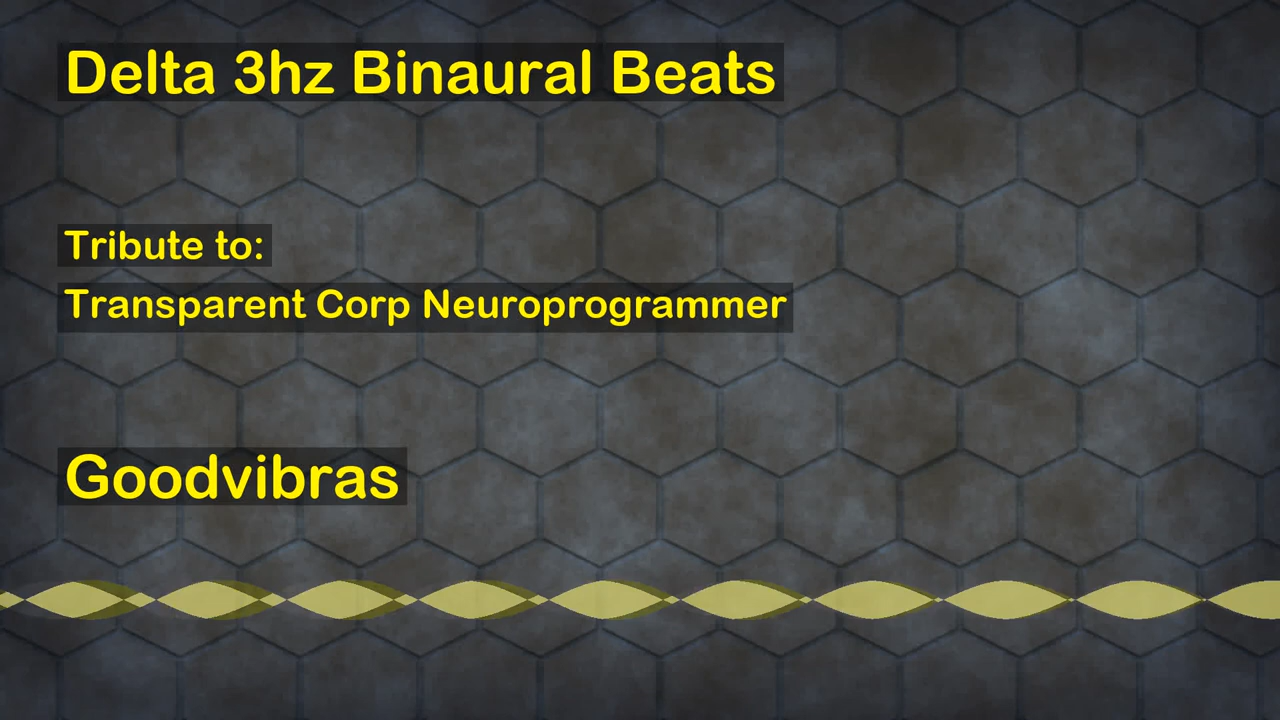 Delta 3hz Binaural Beats
Tribute to:
Transparent Corp Neuroprogrammer
Goodvibras